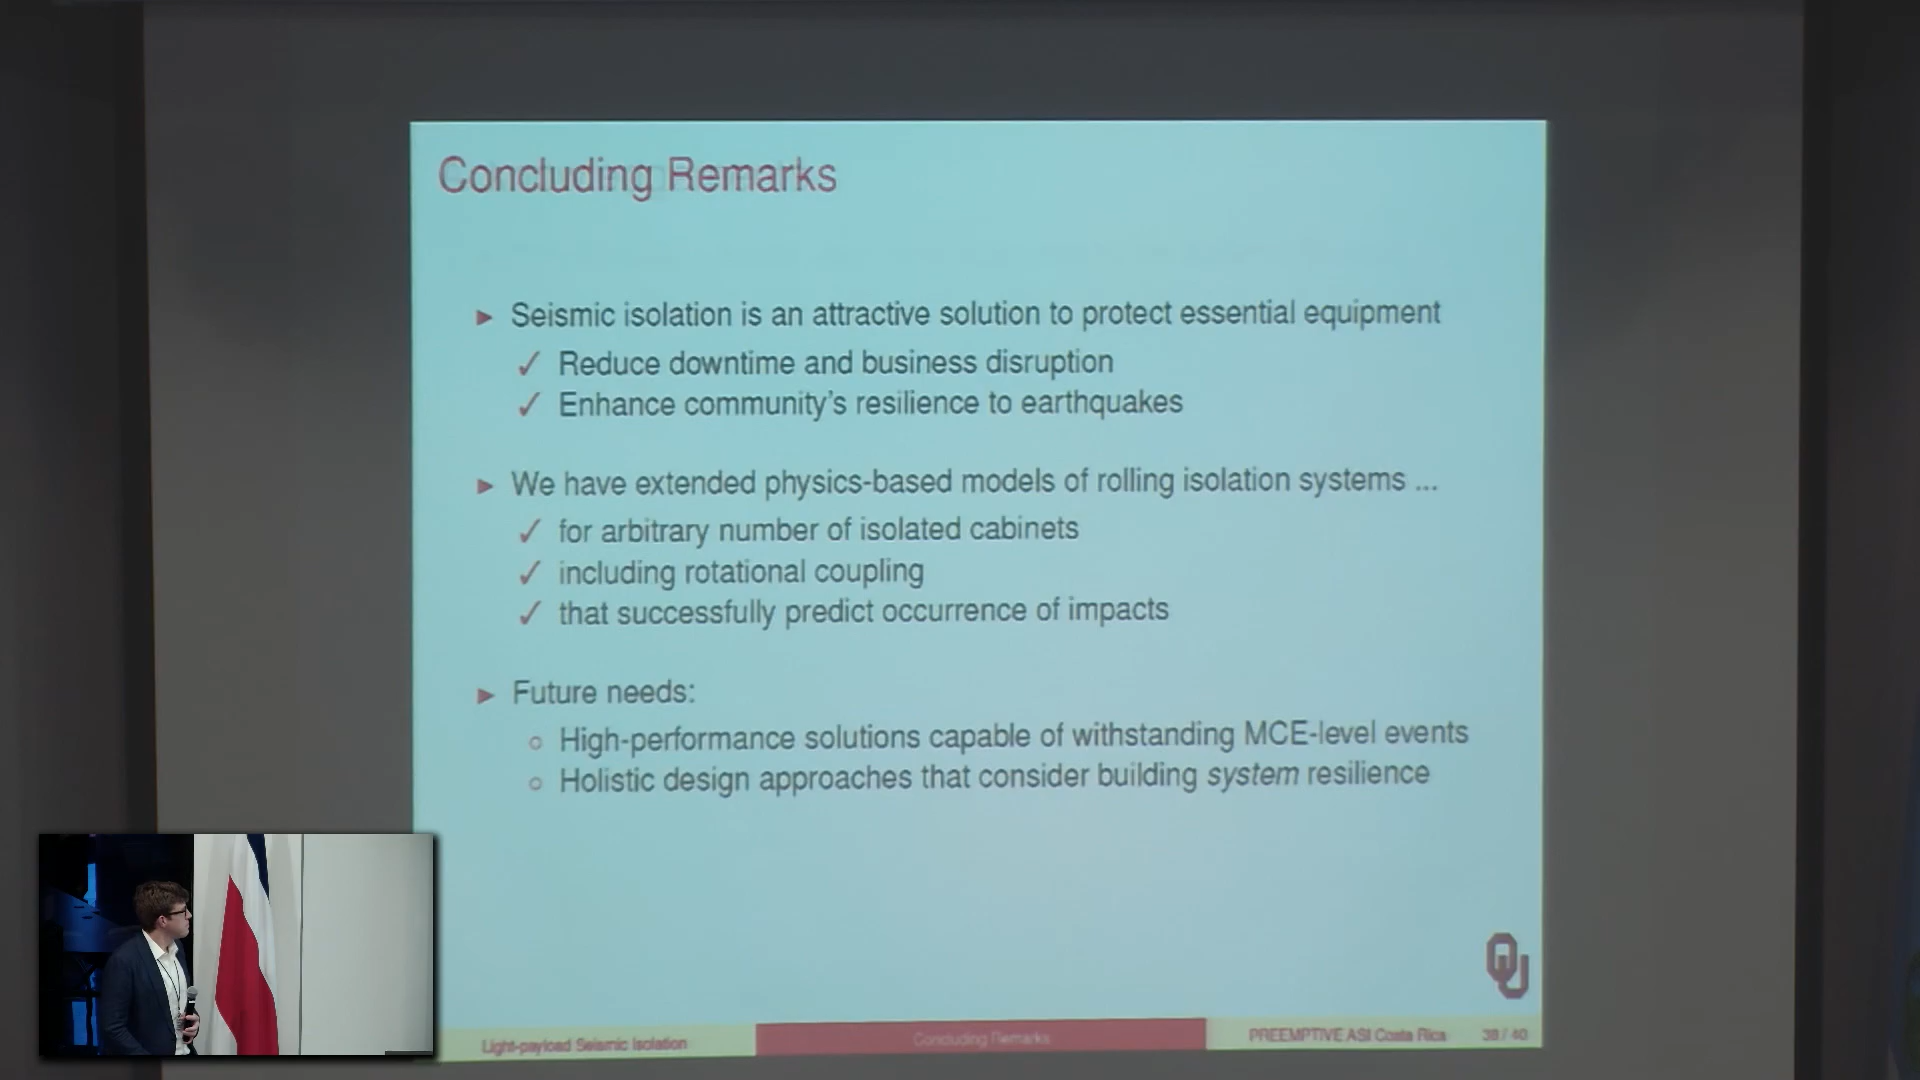 Concluding Remarks
Seismic isolation is an attractive solution to protect essential equipment
Reduce downtime and business disruption
Enhance community's resilience to earthquakes
We have extended physics-based models of rolling isolation systems ...
for arbitrary number of isolated cabinets
including rotational coupling
that successfully predict occurrence of impacts
Future needs:
High-performance solutions capable of withstanding MCE-level events
Holistic design approaches that consider building system resilience
OU
Light-payload Seismic Isolation
Concluding Remarks
PREEMPTIVE ASI Costa Rica
/ 40